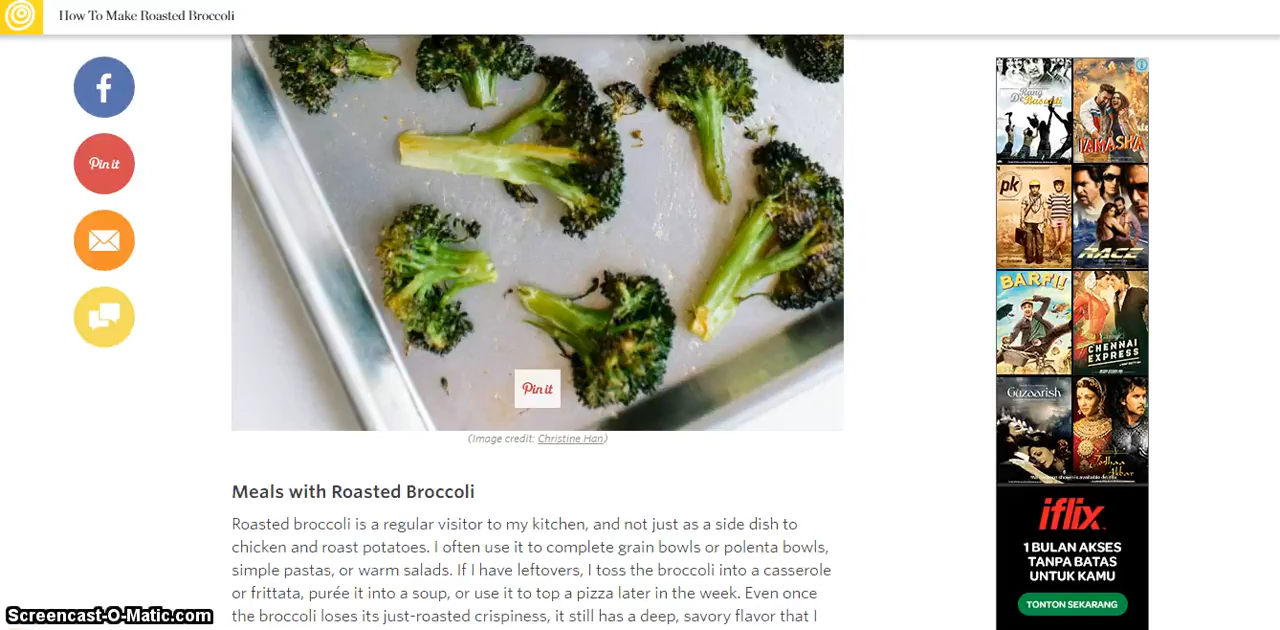 How To Make Roasted Broccoli
Pin it
Pin it
(Image credit: Christine Han)
Meals with Roasted Broccoli
Roasted broccoli is a regular visitor to my kitchen, and not just as a side dish to
chicken and roast potatoes. I often use it to complete grain bowls or polenta bowls,
simple pastas, or warm salads. If I have leftovers, I toss the broccoli into a casserole
or frittata, purée it into a soup, or use it to top a pizza later in the week. Even once
the broccoli loses its just-roasted crispiness, it still has a deep, savory flavor that I
Rang
De Basanti
TAMASHA
pk
RACE
BARFI!
CHENNAI
EXPRESS
Guzaarish
Jodhaa
Akbar
iflix
1 BULAN AKSES
TANPA BATAS
UNTUK KAMU
TONTON SEKARANG
Screencast-O-Matic.com